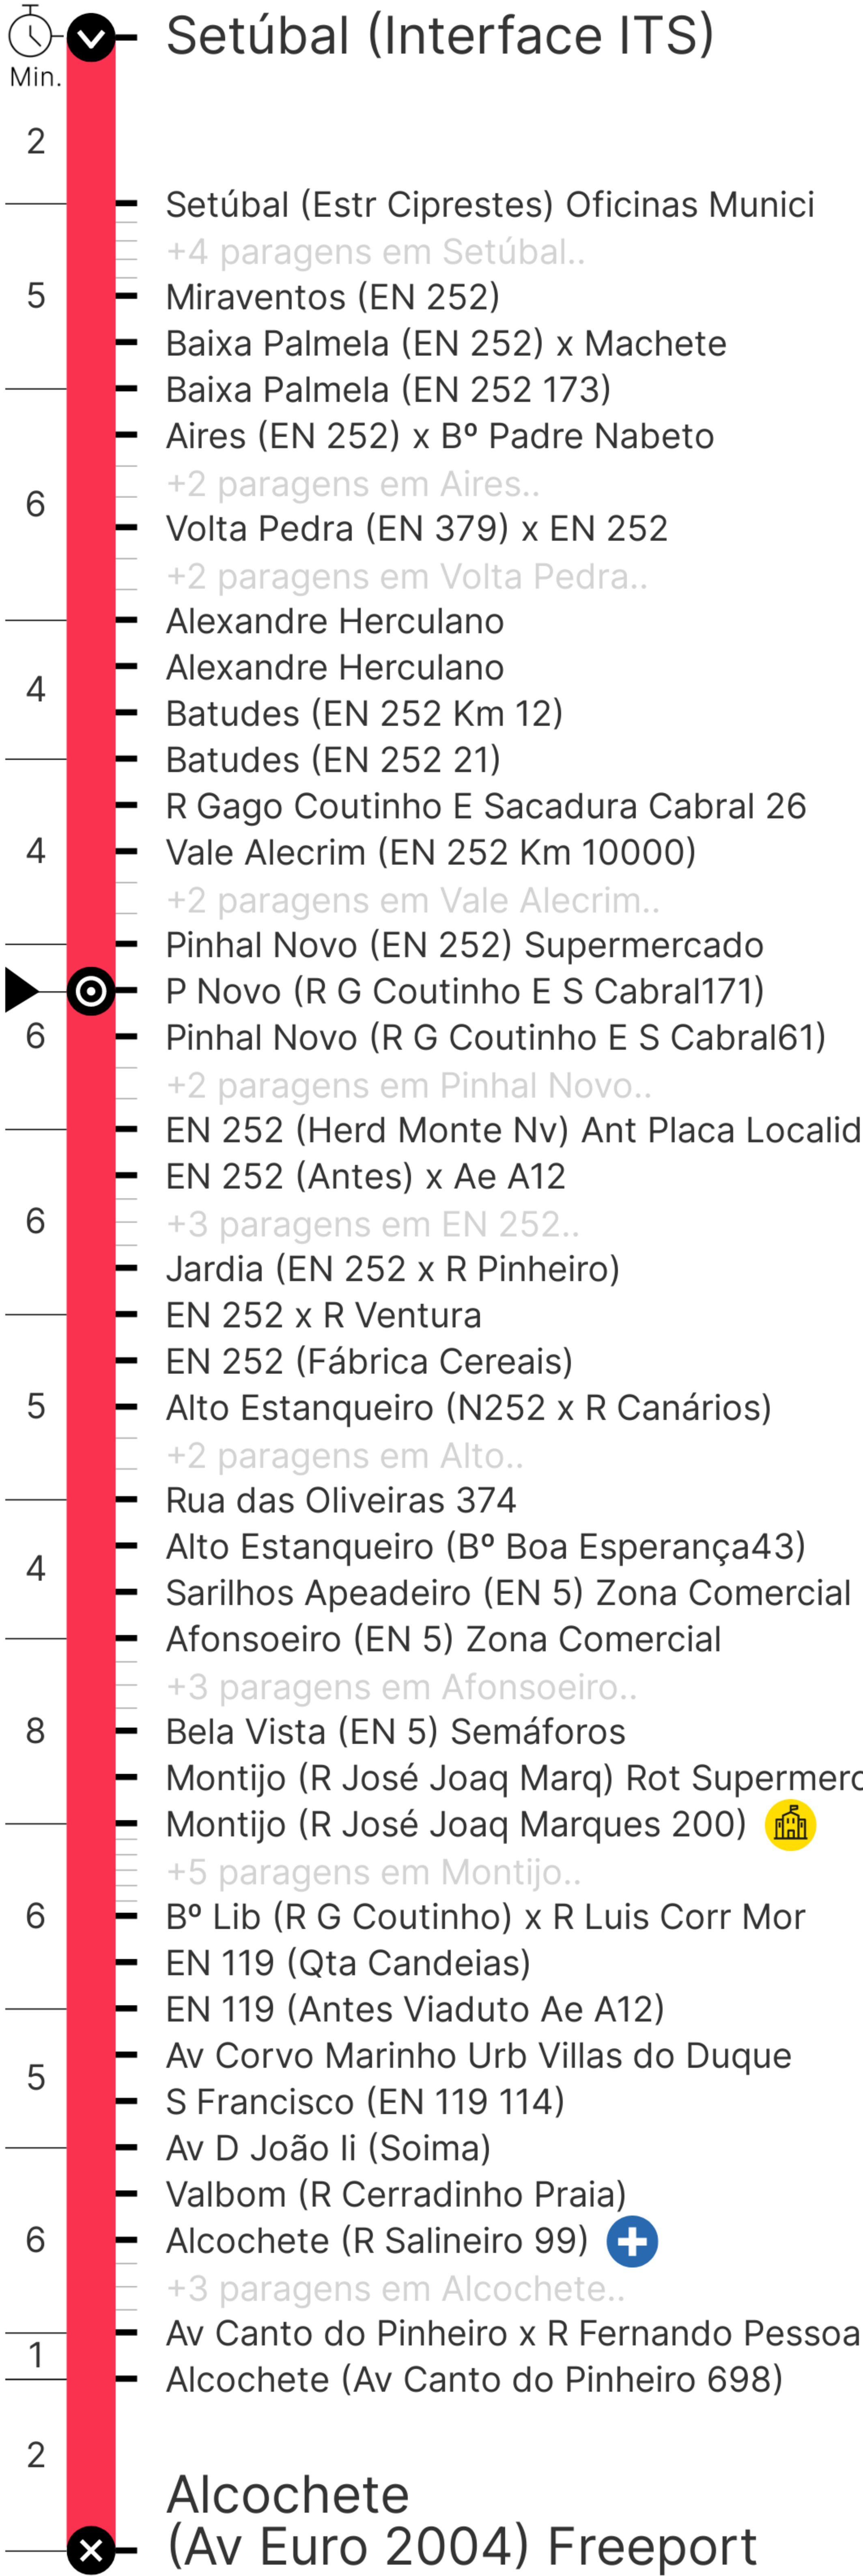 Setúbal (Interface ITS)
Min.
2
Setúbal (Estr Ciprestes) Oficinas Munici
+4 paragens em Setúbal..
5
Miraventos (EN 252)
Baixa Palmela (EN 252) x Machete
Baixa Palmela (EN 252 173)
Aires (EN 252) x Bº Padre Nabeto
+2 paragens em Aires..
6
Volta Pedra (EN 379) x EN 252
+2 paragens em Volta Pedra..
Alexandre Herculano
Alexandre Herculano
4
Batudes (EN 252 Km 12)
Batudes (EN 252 21)
R Gago Coutinho E Sacadura Cabral 26
4
Vale Alecrim (EN 252 Km 10000)
+2 paragens em Vale Alecrim..
Pinhal Novo (EN 252) Supermercado
P Novo (R G Coutinho E S Cabral171)
6
Pinhal Novo (R G Coutinho E S Cabral61)
+2 paragens em Pinhal Novo..
EN 252 (Herd Monte Nv) Ant Placa Localid
EN 252 (Antes) x Ae A12
6
+3 paragens em EN 252..
Jardia (EN 252 x R Pinheiro)
EN 252 x R Ventura
EN 252 (Fábrica Cereais)
5
Alto Estanqueiro (N252 x R Canários)
+2 paragens em Alto..
Rua das Oliveiras 374
Alto Estanqueiro (Bº Boa Esperança43)
4
Sarilhos Apeadeiro (EN 5) Zona Comercial
Afonsoeiro (EN 5) Zona Comercial
+3 paragens em Afonsoeiro..
8
Bela Vista (EN 5) Semáforos
Montijo (R José Joaq Marq) Rot Supermerc
Montijo (R José Joaq Marques 200)
+5 paragens em Montijo..
6
Bº Lib (R G Coutinho) x R Luis Corr Mor
EN 119 (Qta Candeias)
EN 119 (Antes Viaduto Ae A12)
Av Corvo Marinho Urb Villas do Duque
5
S Francisco (EN 119 114)
Av D João Ii (Soima)
Valbom (R Cerradinho Praia)
6
Alcochete (R Salineiro 99)
+3 paragens em Alcochete..
Av Canto do Pinheiro x R Fernando Pessoa
1
Alcochete (Av Canto do Pinheiro 698)
2
Alcochete
(Av Euro 2004) Freeport